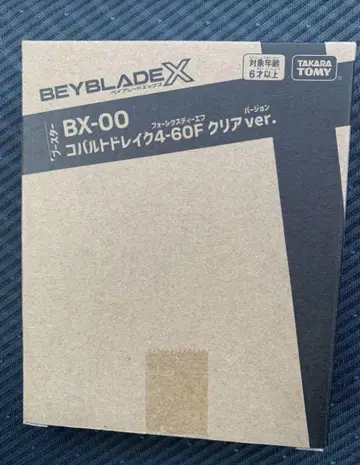 BEYBLADE X
ベイブレードエックス
対象年齢
6才以上
TAKARA
TOMY
ブースター
BX-00
フォーシックスティーエフ バージョン
コバルトドレイク4-60F クリアver.